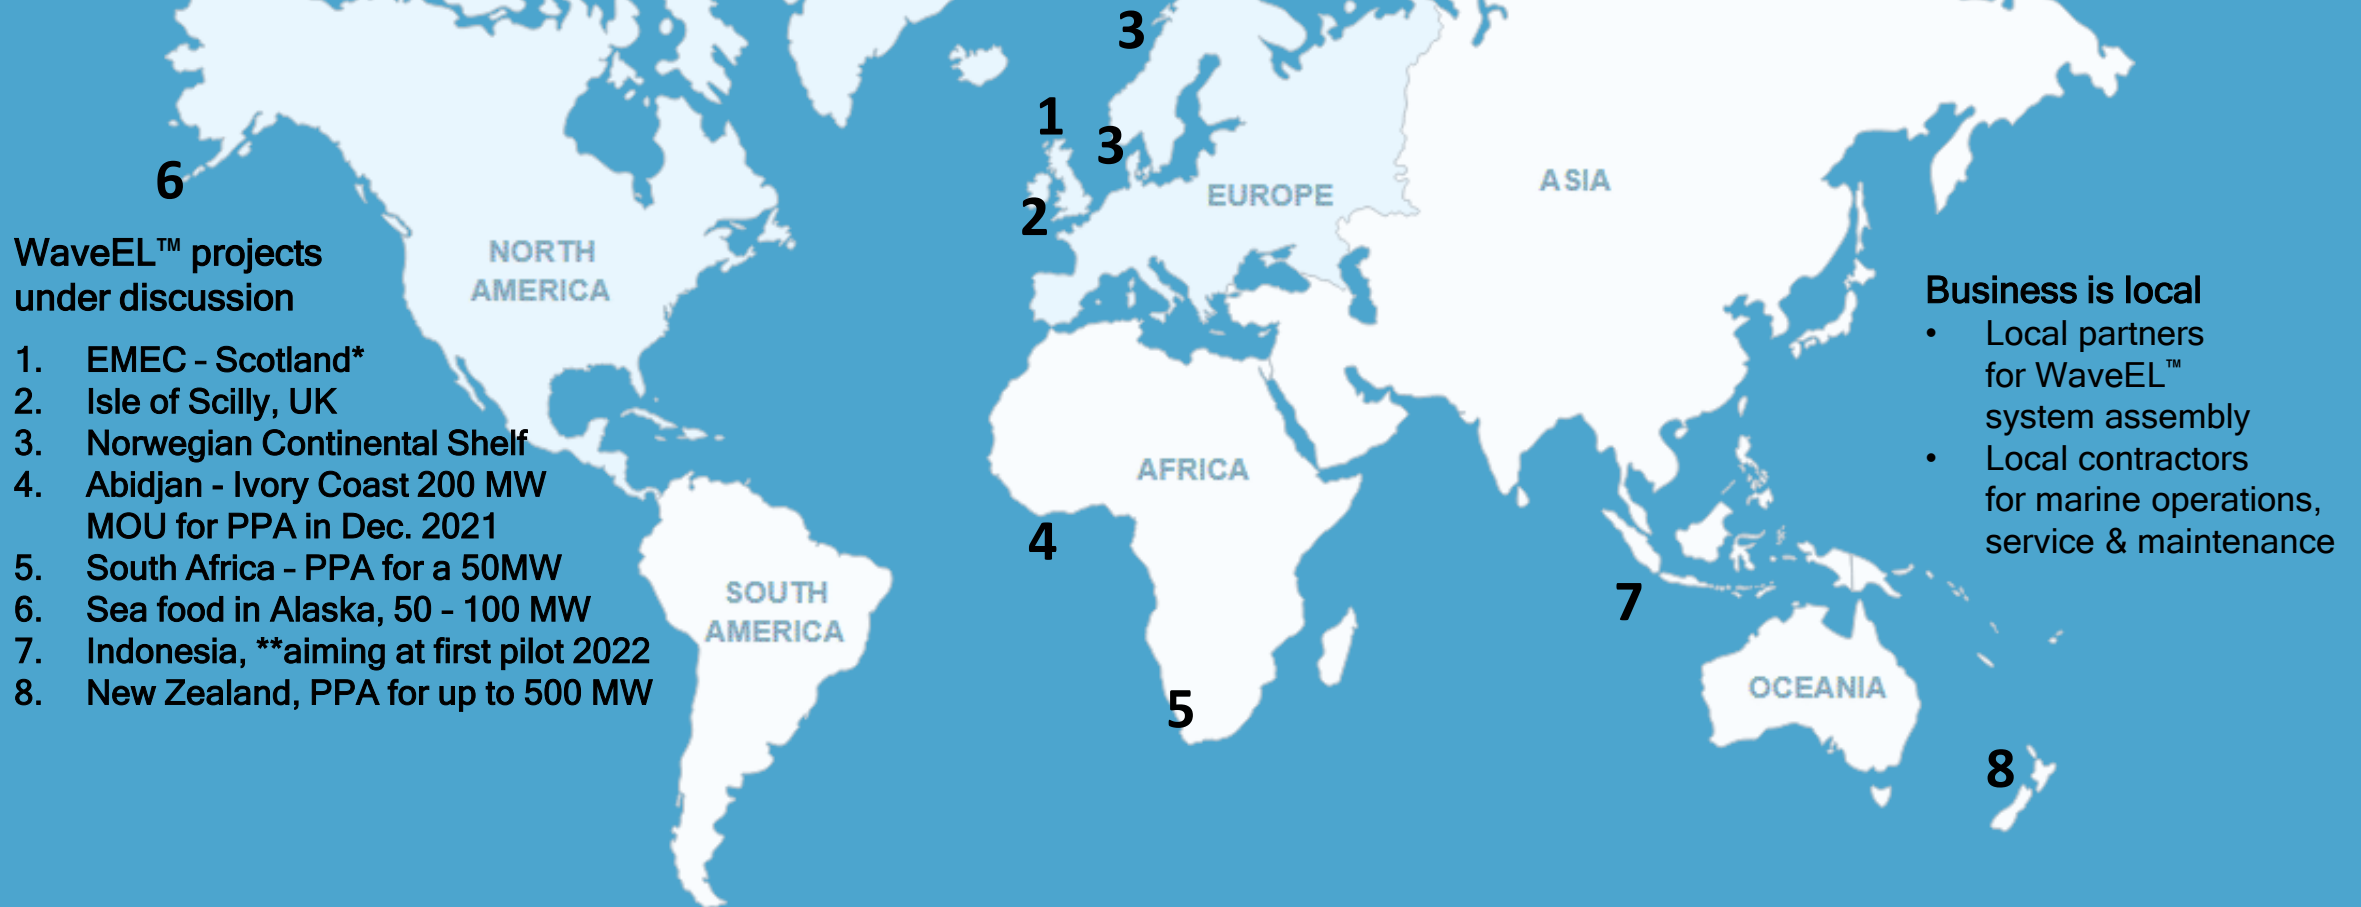 3
1
3
6
2
EUROPE
ASIA
NORTH
AMERICA
WaveEL™ projects
under discussion
1. EMEC – Scotland*
2. Isle of Scilly, UK
3. Norwegian Continental Shelf
4. Abidjan - Ivory Coast 200 MW
MOU for PPA in Dec. 2021
5. South Africa – PPA for a 50MW
6. Sea food in Alaska, 50 – 100 MW
7. Indonesia, **aiming at first pilot 2022
8. New Zealand, PPA for up to 500 MW
AFRICA
4
SOUTH
AMERICA
5
7
OCEANIA
8
Business is local
• Local partners
for WaveEL™
system assembly
• Local contractors
for marine operations,
service & maintenance